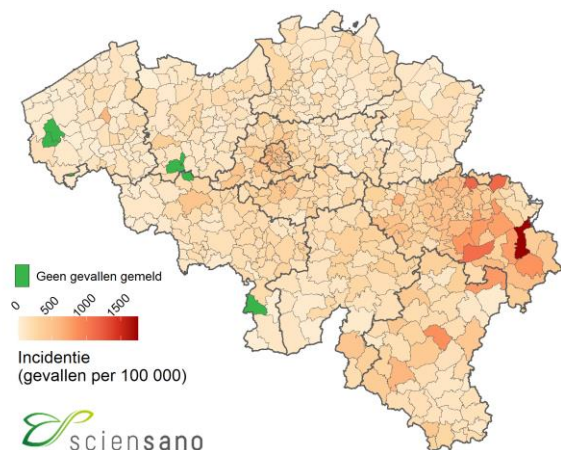 Geen gevallen gemeld
0 500 1000 1500
Incidentie
(gevallen per 100 000)
sciensano